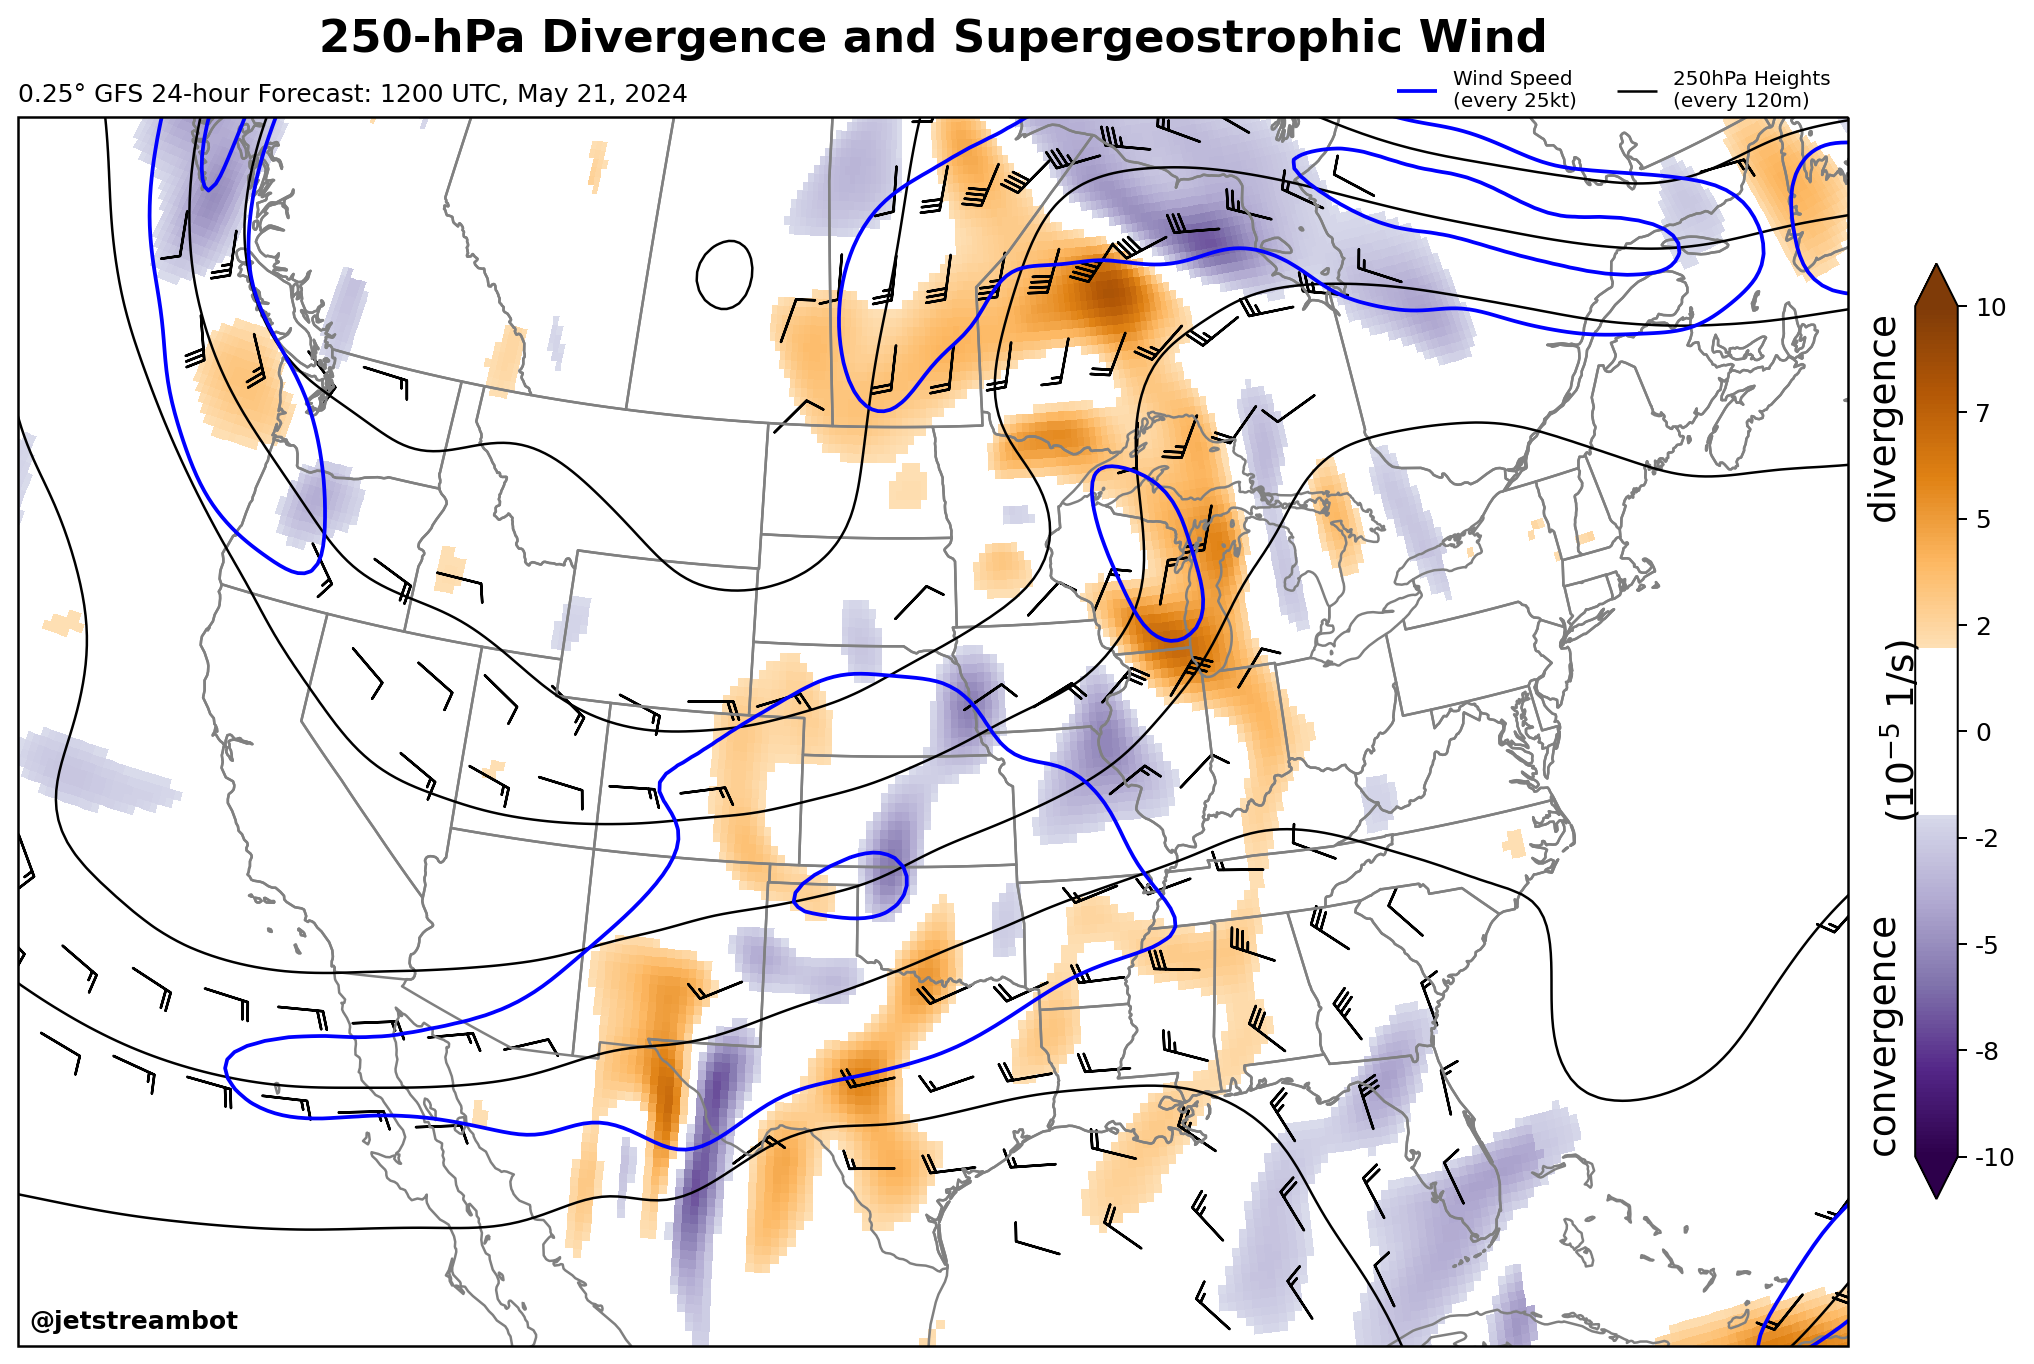 250-hPa Divergence and Supergeostrophic Wind
0.25° GFS 24-hour Forecast: 1200 UTC, May 21, 2024
Wind Speed
(every 25kt)
250hPa Heights
(every 120m)
10
7
5
2
0
-2
-5
-8
-10
convergence
(10⁻⁵ 1/s)
divergence
@jetstreambot